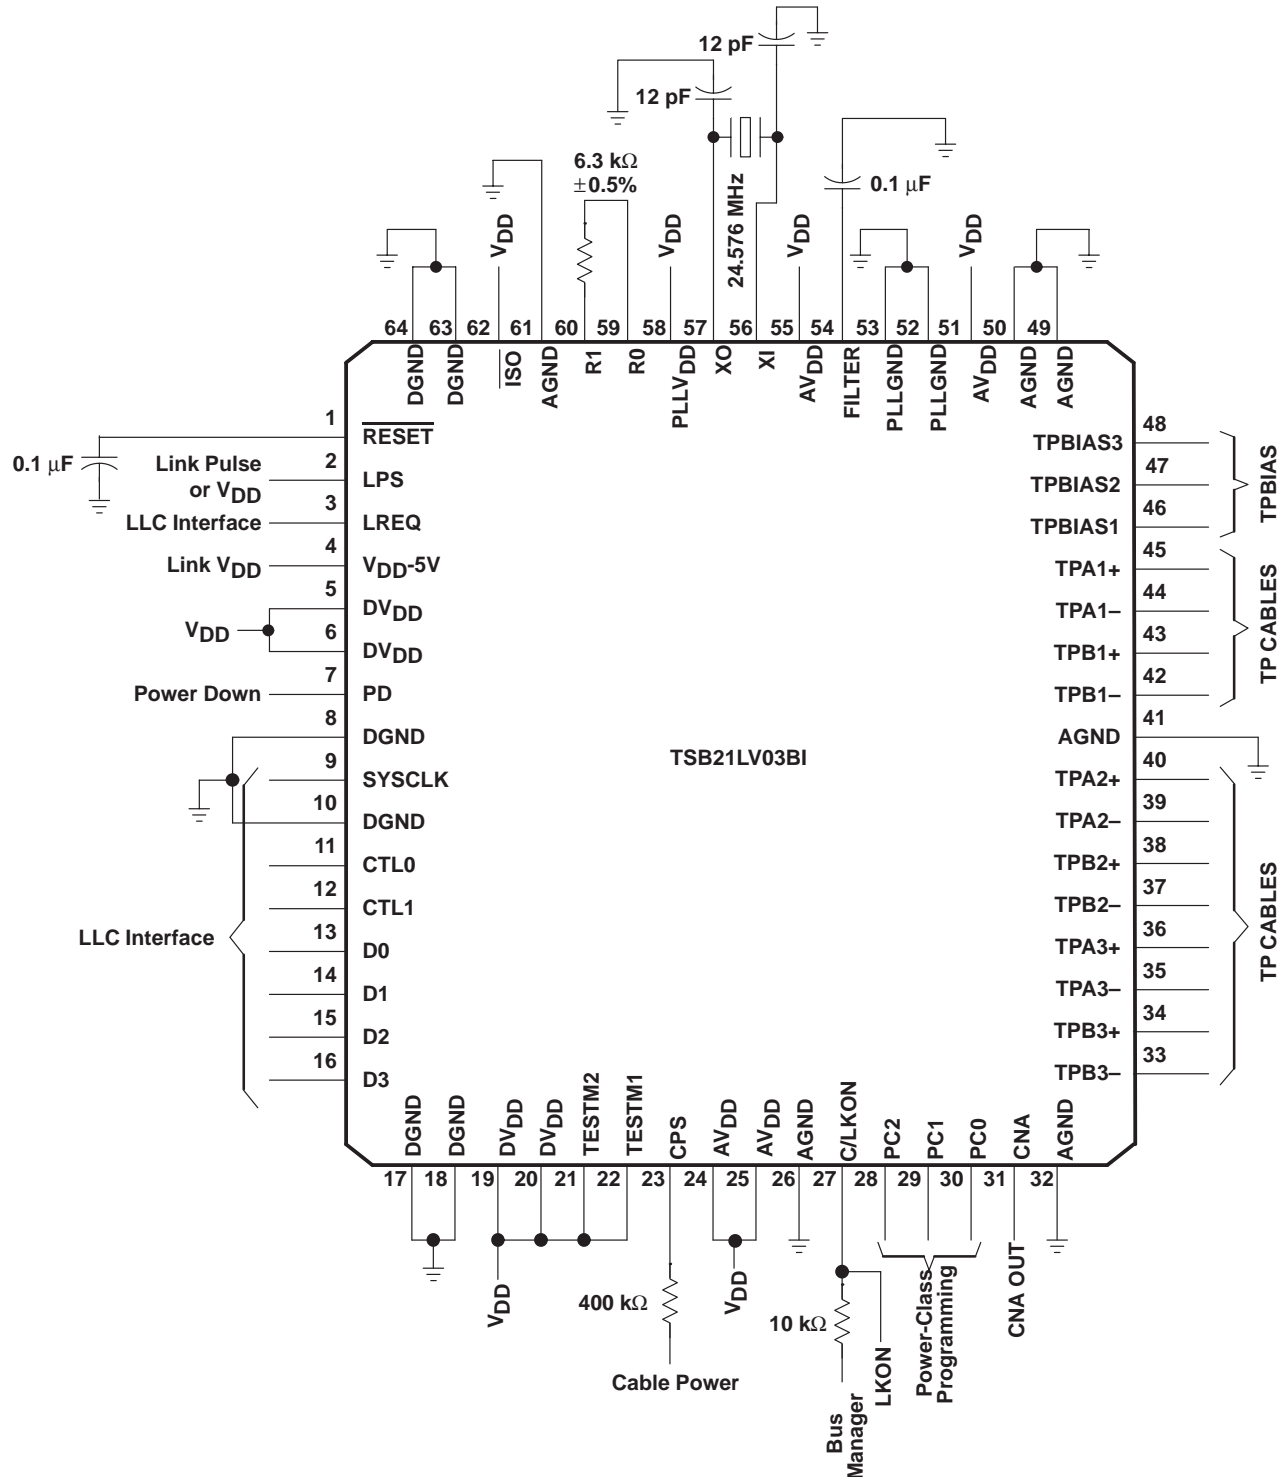 12 pF
12 pF
6.3 kΩ
±0.5%
24.576 MHz
0.1 μF
VDD
VDD
VDD
VDD
64
63
62
61
60
59
58
57
56
55
54
53
52
51
50
49
DGND
DGND
ISO
AGND
R1
R0
PLLVDD
XO
XI
AVDD
FILTER
PLLGND
PLLGND
AVDD
AGND
AGND
0.1 μF
1
RESET
Link Pulse
or VDD
2
LPS
LLC Interface
3
LREQ
Link VDD
4
VDD-5V
5
DVDD
VDD
6
DVDD
Power Down
7
PD
8
DGND
9
SYSCLK
10
DGND
11
CTL0
12
CTL1
LLC Interface
13
D0
14
D1
15
D2
16
D3
TSB21LV03BI
48
TPBIAS3
47
TPBIAS2
46
TPBIAS1
TPBIAS
45
TPA1+
44
TPA1–
43
TPB1+
42
TPB1–
TP CABLES
41
AGND
40
TPA2+
39
TPA2–
38
TPB2+
37
TPB2–
36
TPA3+
35
TPA3–
34
TPB3+
33
TPB3–
TP CABLES
DGND
DGND
DVDD
DVDD
TESTM2
TESTM1
CPS
AVDD
AVDD
AGND
C/LKON
PC2
PC1
PC0
CNA
AGND
17
18
19
20
21
22
23
24
25
26
27
28
29
30
31
32
VDD
400 kΩ
Cable Power
VDD
10 kΩ
Bus
Manager
LKON
Power-Class
Programming
CNA OUT